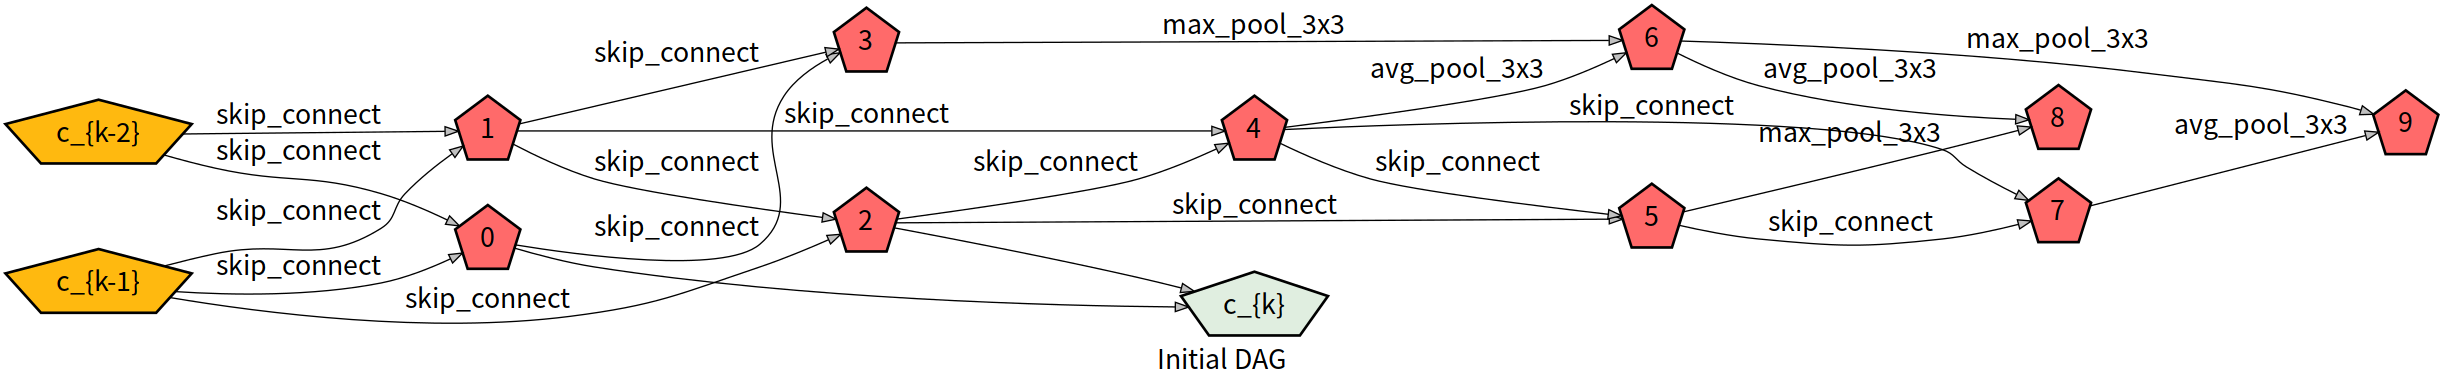 3
max_pool_3x3
6
max_pool_3x3
skip_connect
avg_pool_3x3
avg_pool_3x3
skip_connect
skip_connect
skip_connect
8
c_{k-2}
1
4
9
max_pool_3x3
avg_pool_3x3
skip_connect
skip_connect
skip_connect
skip_connect
skip_connect
skip_connect
2
5
7
skip_connect
skip_connect
skip_connect
0
skip_connect
c_{k-1}
skip_connect
c_{k}
Initial DAG